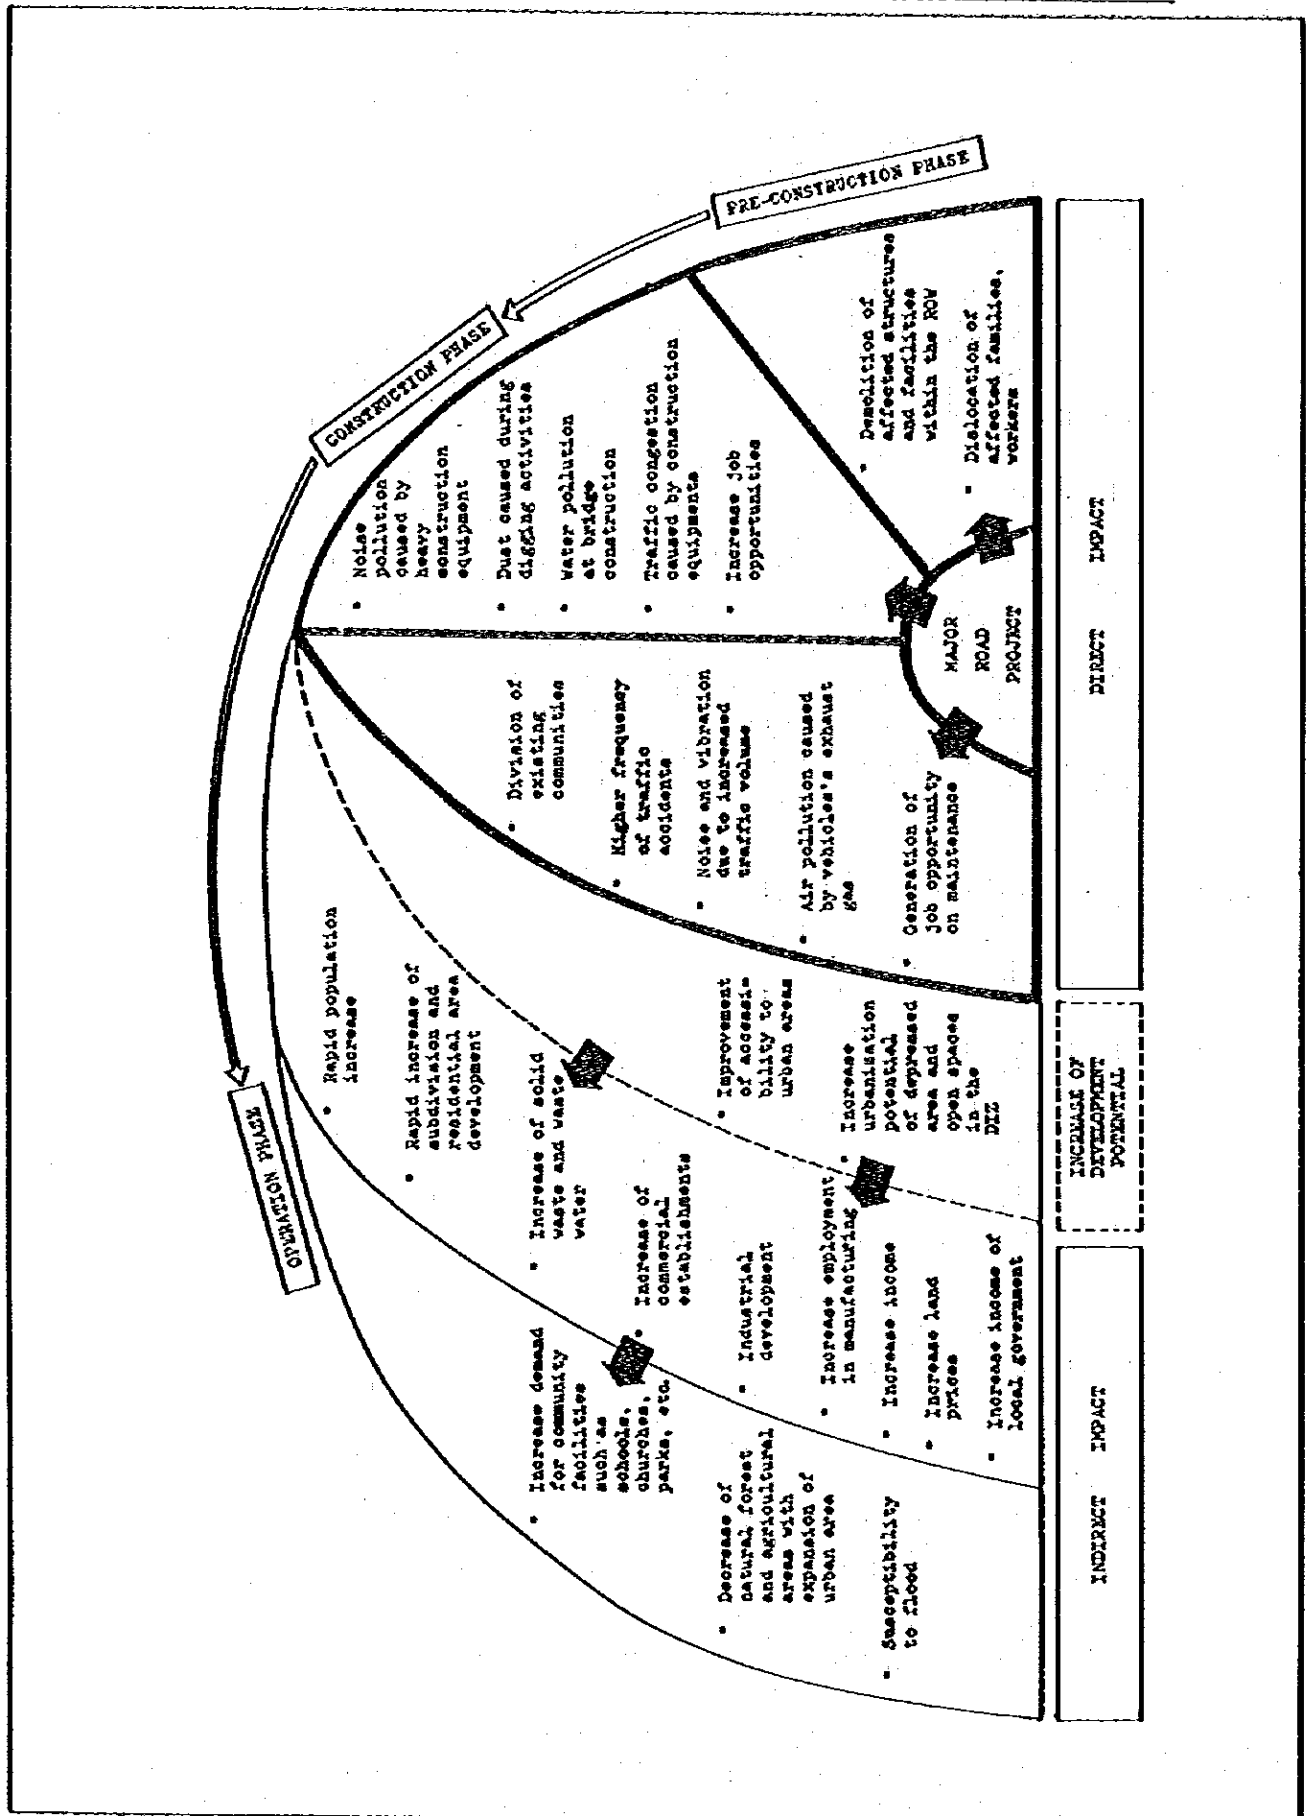 PRE-CONSTRUCTION PHASE
CONSTRUCTION PHASE
OPERATION PHASE
• Rapid population
increase
• Rapid increase of
subdivision and
residential area
development
• Increase of solid
waste and waste
water
• Increase of
commercial
establishments
• Industrial
development
• Increase employment
in manufacturing
• Increase income
• Increase land
prices
• Increase income of
local government
• Increase demand
for community
facilities
such as
schools,
churches,
parks, etc.
• Decrease of
natural forest
and agricultural
areas with
expansion of
urban area
• Susceptibility
to flood
• Improvement
of accessi-
bility to
urban areas
• Increase
urbanization
potential
of depressed
area and
open spaces
in the
DIZ
• Division of
existing
communities
• Higher frequency
of traffic
accidents
• Noise and vibration
due to increased
traffic volume
• Air pollution caused
by vehicles's exhaust
gas
• Generation of
job opportunity
on maintenance
• Noise
pollution
caused by
heavy
construction
equipment
• Dust caused during
digging activities
• Water pollution
at bridge
construction
• Traffic congestion
caused by construction
equipments
• Increase job
opportunities
• Demolition of
affected structures
and facilities
within the ROW
• Dislocation of
affected families,
workers
MAJOR
ROAD
PROJECT
INDIRECT IMPACT
INCREASE OF
DEVELOPMENT
POTENTIAL
DIRECT IMPACT